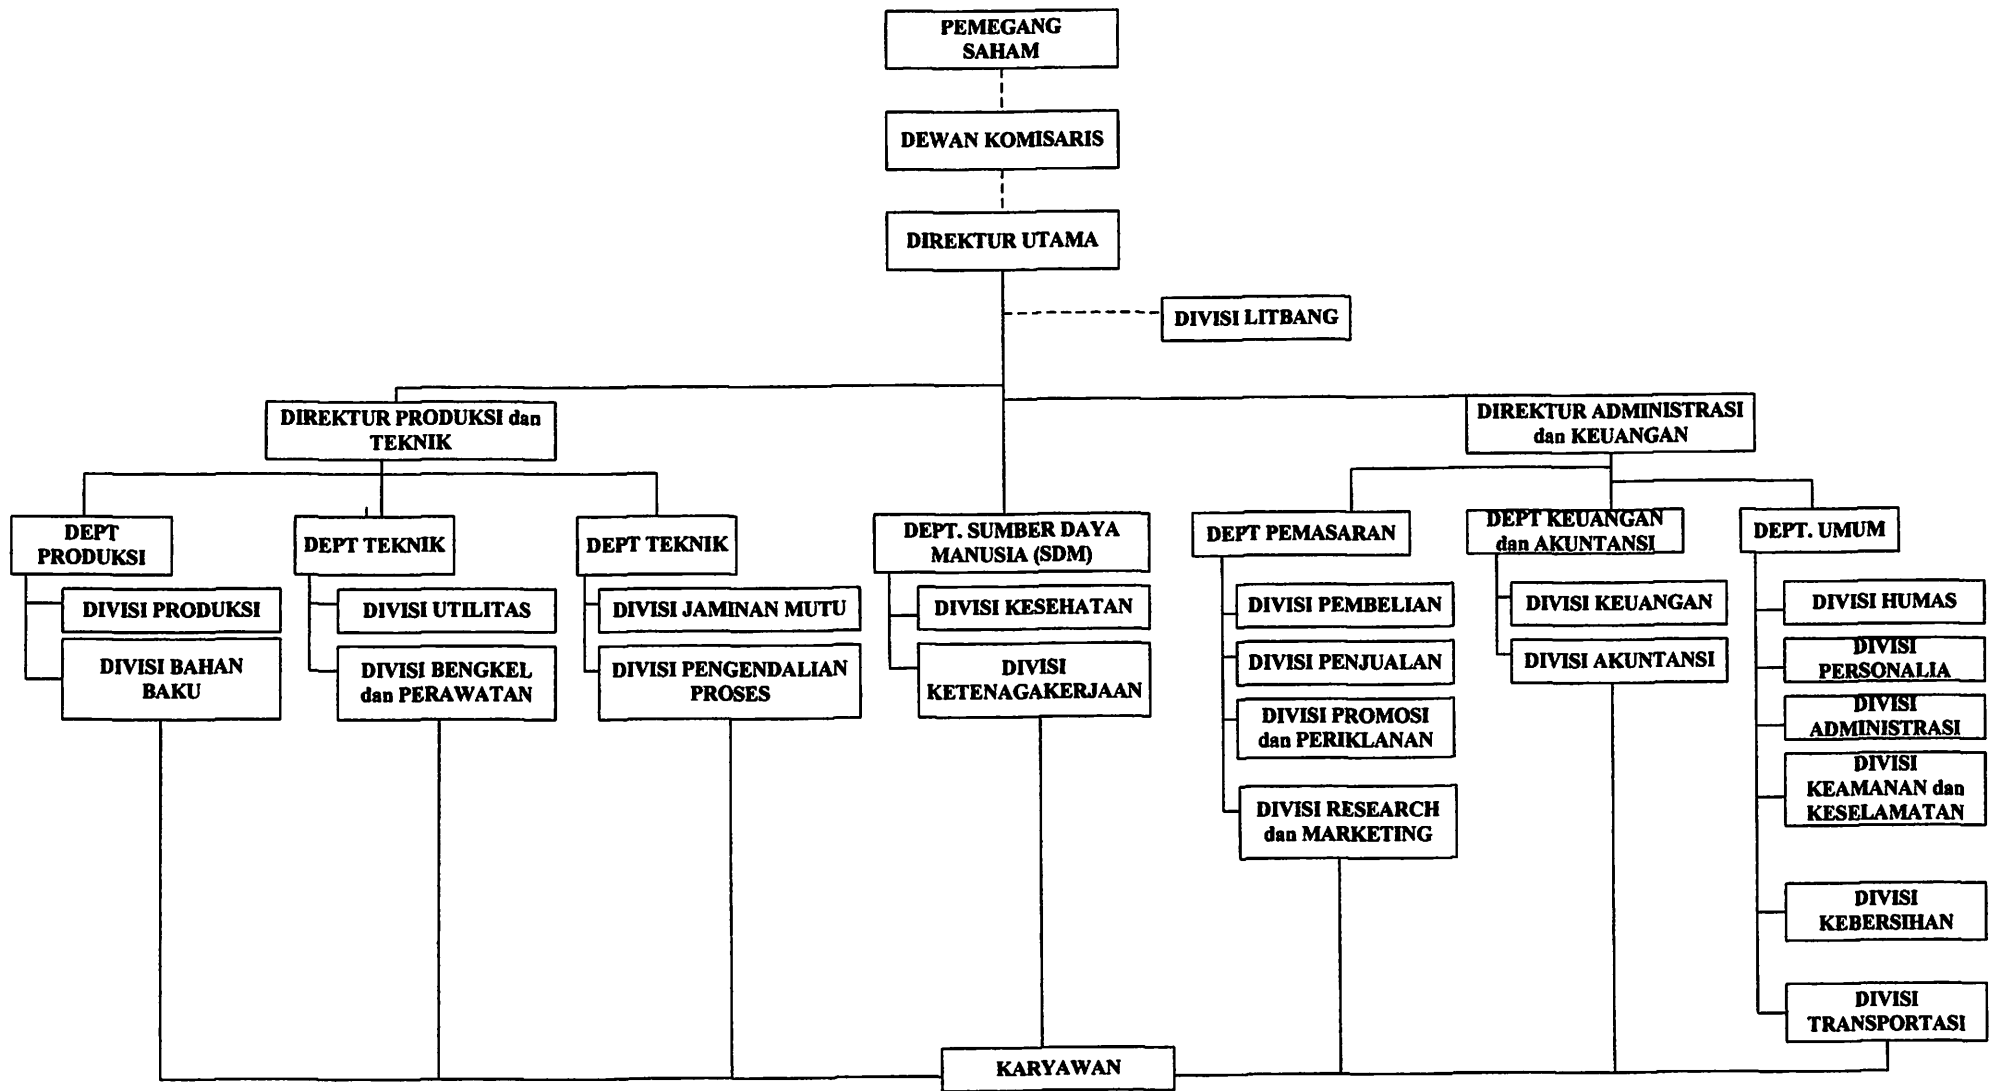 PEMEGANG
SAHAM
DEWAN KOMISARIS
DIREKTUR UTAMA
DIVISI LITBANG
DIREKTUR PRODUKSI dan
TEKNIK
DIREKTUR ADMINISTRASI
dan KEUANGAN
DEPT
PRODUKSI
DIVISI PRODUKSI
DIVISI BAHAN
BAKU
DEPT TEKNIK
DIVISI UTILITAS
DIVISI BENGKEL
dan PERAWATAN
DEPT TEKNIK
DIVISI JAMINAN MUTU
DIVISI PENGENDALIAN
PROSES
DEPT. SUMBER DAYA
MANUSIA (SDM)
DIVISI KESEHATAN
DIVISI
KETENAGAKERJAAN
DEPT PEMASARAN
DIVISI PEMBELIAN
DIVISI PENJUALAN
DIVISI PROMOSI
dan PERIKLANAN
DIVISI RESEARCH
dan MARKETING
DEPT KEUANGAN
dan AKUNTANSI
DIVISI KEUANGAN
DIVISI AKUNTANSI
DEPT. UMUM
DIVISI HUMAS
DIVISI
PERSONALIA
DIVISI
ADMINISTRASI
DIVISI
KEAMANAN dan
KESELAMATAN
DIVISI
KEBERSIHAN
DIVISI
TRANSPORTASI
KARYAWAN